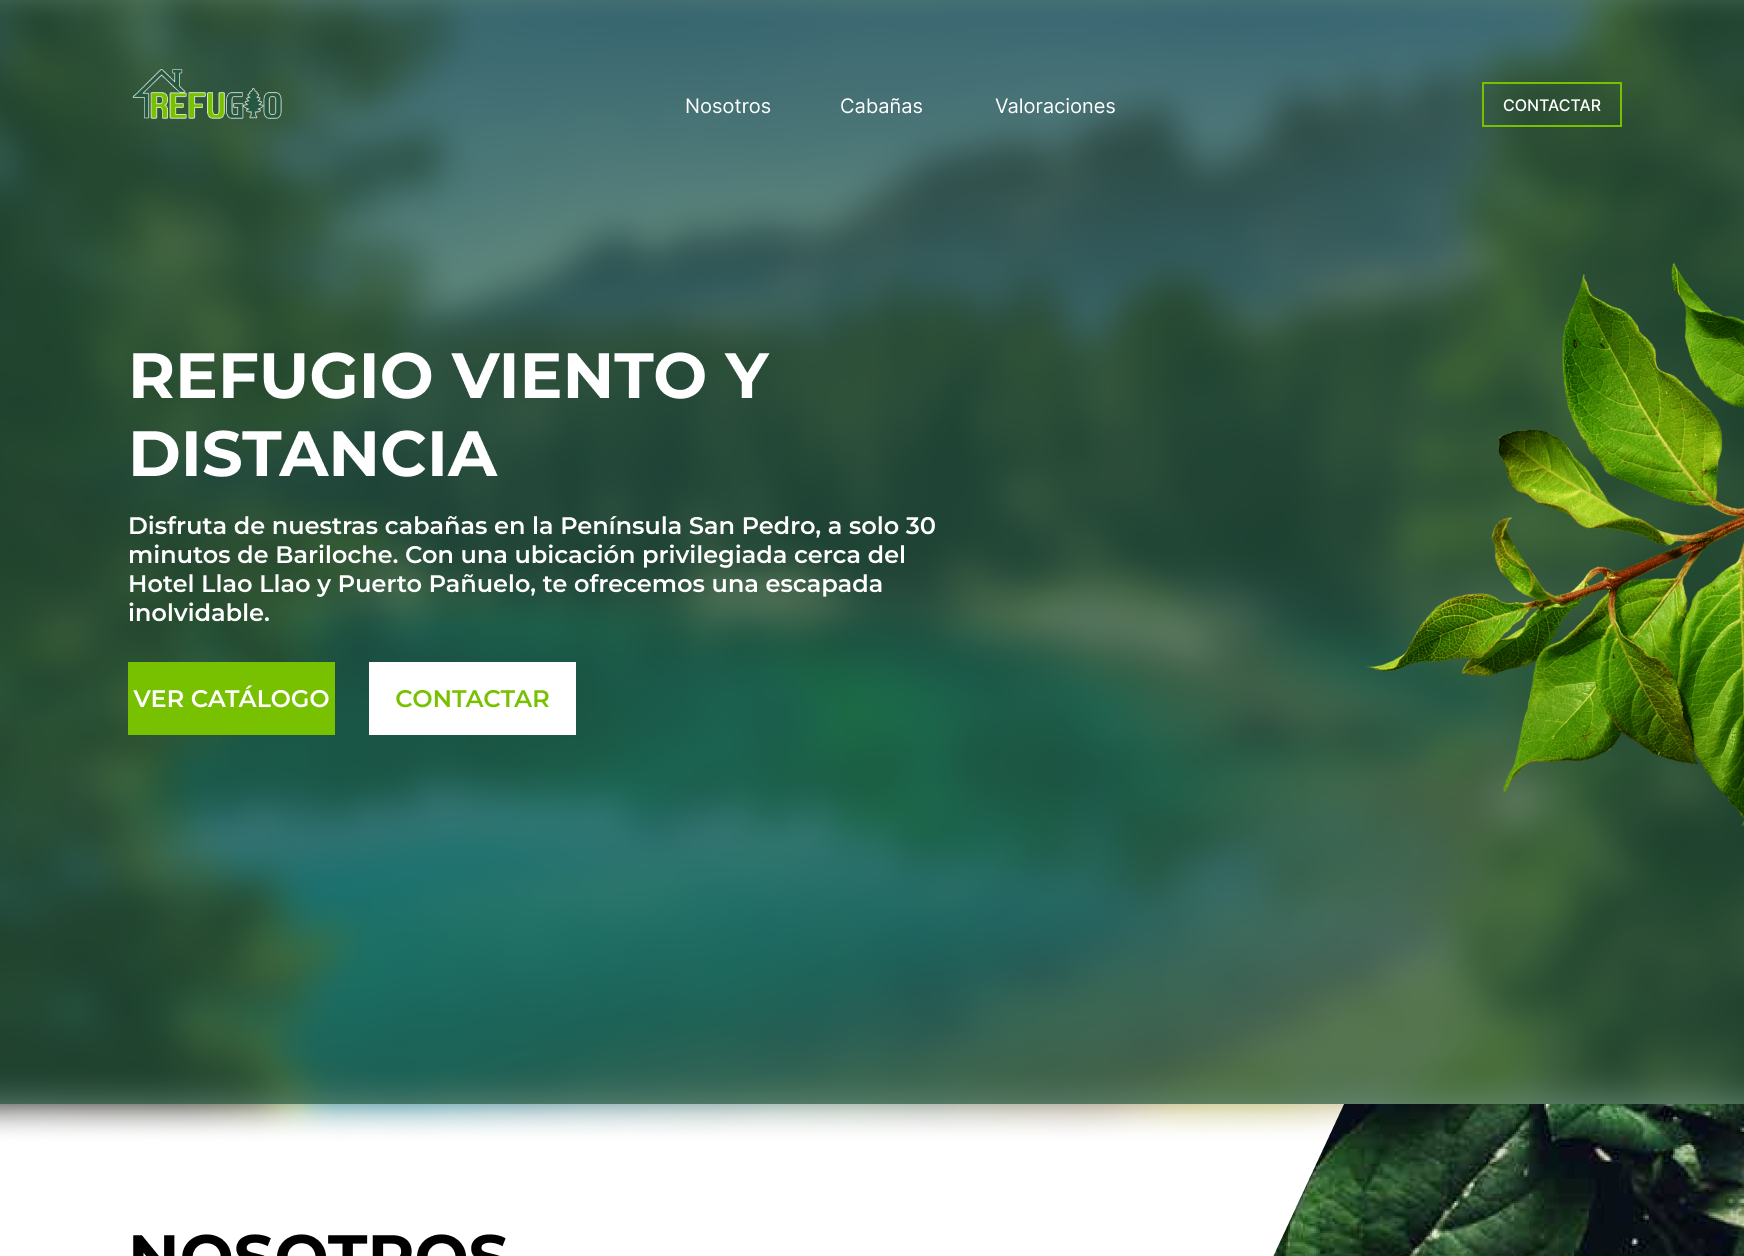 REFUGIO
Nosotros
Cabañas
Valoraciones
CONTACTAR
REFUGIO VIENTO Y
DISTANCIA
Disfruta de nuestras cabañas en la Península San Pedro, a solo 30
minutos de Bariloche. Con una ubicación privilegiada cerca del
Hotel Llao Llao y Puerto Pañuelo, te ofrecemos una escapada
inolvidable.
VER CATÁLOGO
CONTACTAR
NOSOTROS